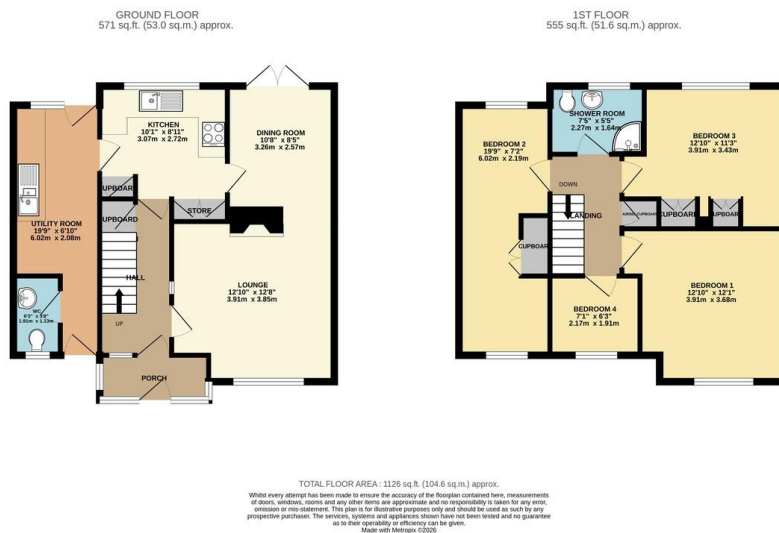 GROUND FLOOR
571 sq.ft. (53.0 sq.m.) approx.
1ST FLOOR
555 sq.ft. (51.6 sq.m.) approx.
KITCHEN
10'1" x 8'11"
3.07m x 2.72m
DINING ROOM
10'8" x 8'5"
3.26m x 2.57m
UPBOAR
STORE
UPBOARD
UTILITY ROOM
19'9" x 6'10"
6.02m x 2.08m
HALL
LOUNGE
12'10" x 12'8"
3.91m x 3.85m
WC
1.91m x 1.13m
UP
PORCH
SHOWER ROOM
7'5" x 5'5"
2.27m x 1.64m
BEDROOM 2
19'9" x 7'2"
6.02m x 2.19m
BEDROOM 3
12'10" x 11'3"
3.91m x 3.43m
DOWN
LANDING
CUPBOARD
UPBOARD
CUPBOARD
BEDROOM 1
12'10" x 12'1"
3.91m x 3.68m
BEDROOM 4
7'1" x 6'3"
2.17m x 1.91m
TOTAL FLOOR AREA : 1126 sq.ft. (104.6 sq.m.) approx.
Whilst every attempt has been made to ensure the accuracy of the floorplan contained here, measurements
of doors, windows, rooms and any other items are approximate and no responsibility is taken for any error,
omission or mis-statement. This plan is for illustrative purposes only and should be used as such by any
prospective purchaser. The services, systems and appliances shown have not been tested and no guarantee
as to their operability or efficiency can be given.
Made with Metropix ©2026